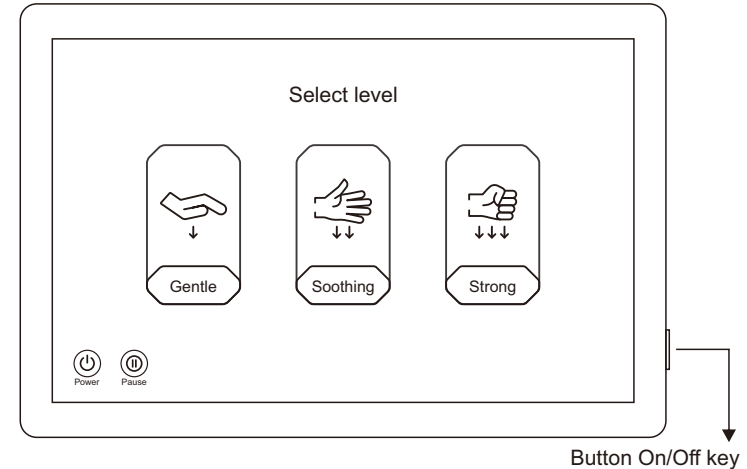 Select level
Gentle
Soothing
Strong
Power
Pause
Button On/Off key